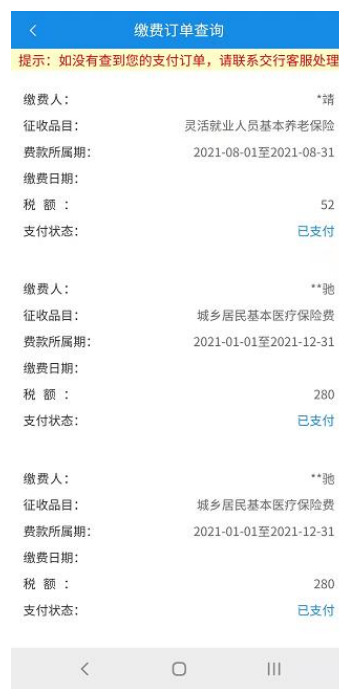 缴费订单查询
提示：如没有查到您的支付订单，请联系交行客服处理
缴费人： *靖
征收品目： 灵活就业人员基本养老保险
费款所属期： 2021-08-01至2021-08-31
缴费日期：
税 额 ： 52
支付状态： 已支付
缴费人： **驰
征收品目： 城乡居民基本医疗保险费
费款所属期： 2021-01-01至2021-12-31
缴费日期：
税 额 ： 280
支付状态： 已支付
缴费人： **驰
征收品目： 城乡居民基本医疗保险费
费款所属期： 2021-01-01至2021-12-31
缴费日期：
税 额 ： 280
支付状态： 已支付